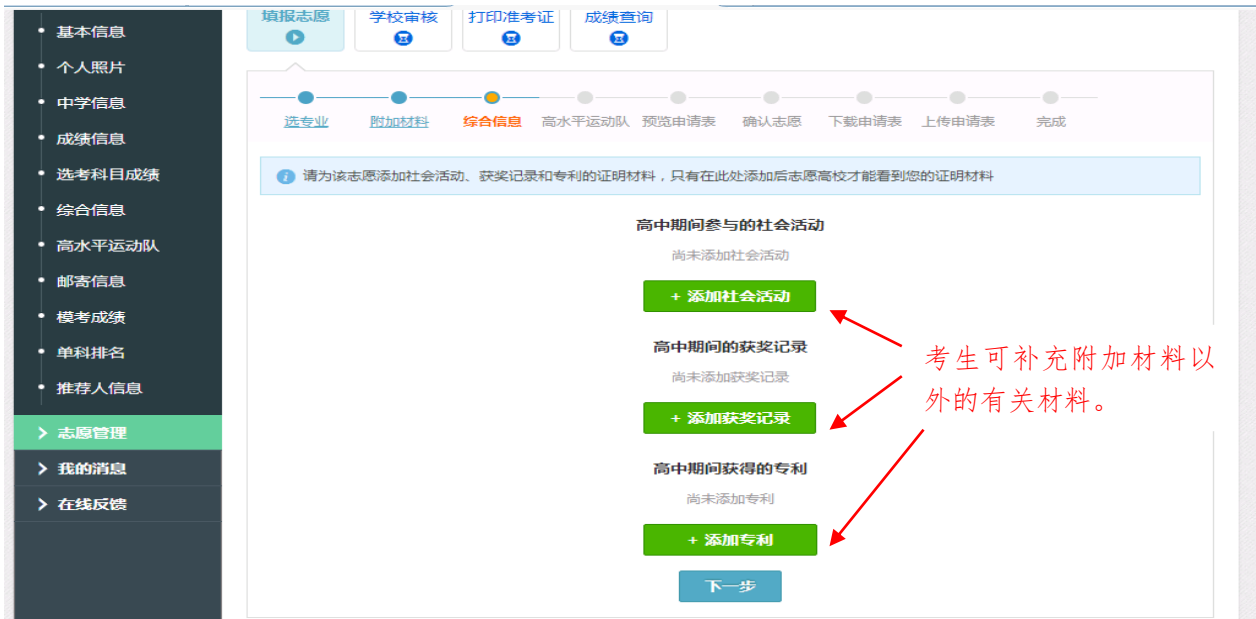 基本信息
个人照片
中学信息
成绩信息
选考科目成绩
综合信息
高水平运动队
邮寄信息
模考成绩
单科排名
推荐人信息
志愿管理
我的消息
在线反馈
填报志愿 学校审核 打印准考证 成绩查询
选专业 附加材料 综合信息 高水平运动队 预览申请表 确认志愿 下载申请表 上传申请表 完成
请为该志愿添加社会活动、获奖记录和专利的证明材料，只有在此处添加后志愿高校才能看到您的证明材料
高中期间参与的社会活动
尚未添加社会活动
+ 添加社会活动
高中期间的获奖记录
尚未添加获奖记录
+ 添加获奖记录
高中期间获得的专利
尚未添加专利
+ 添加专利
下一步
考生可补充附加材料以
外的有关材料。